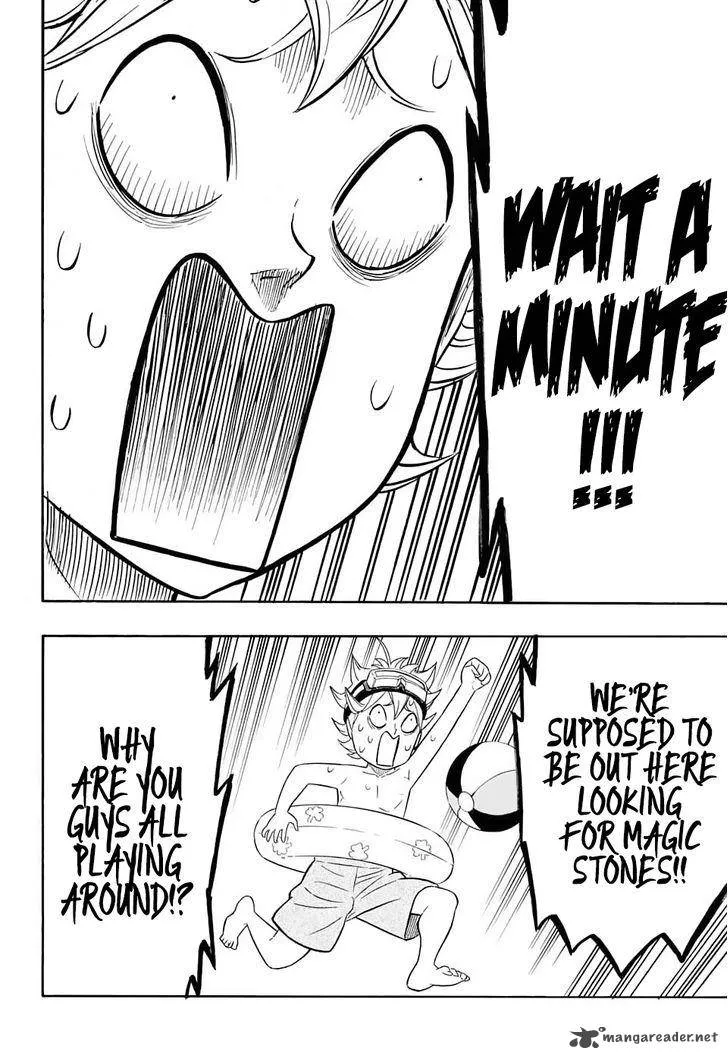 WAIT A
MINUTE
!!!
WE'RE
SUPPOSED TO
BE OUT HERE
LOOKING
FOR MAGIC
STONES!!
WHY
ARE YOU
GUYS ALL
PLAYING
AROUND!?
mangareader.net